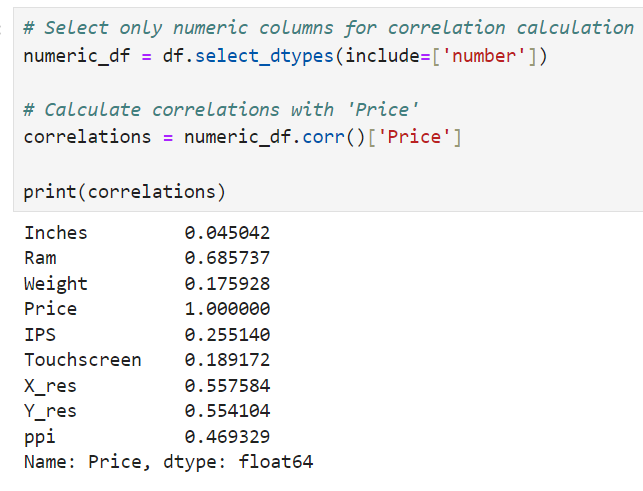 # Select only numeric columns for correlation calculation
numeric_df = df.select_dtypes(include=['number'])
# Calculate correlations with 'Price'
correlations = numeric_df.corr()['Price']
print(correlations)
Inches 0.045042
Ram 0.685737
Weight 0.175928
Price 1.000000
IPS 0.255140
Touchscreen 0.189172
X_res 0.557584
Y_res 0.554104
ppi 0.469329
Name: Price, dtype: float64